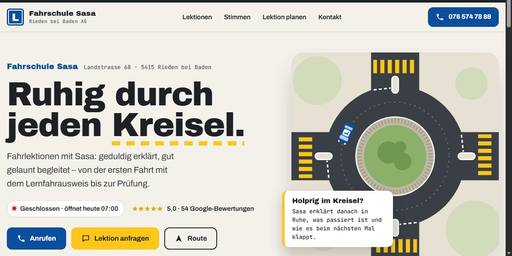 L
Fahrschule Sasa
Rieden bei Baden AG
Lektionen
Stimmen
Lektion planen
Kontakt
076 574 78 88
Fahrschule Sasa Landstrasse 68 · 5415 Rieden bei Baden
Ruhig durch
jeden Kreisel.
Fahrlektionen mit Sasa: geduldig erklärt, gut
gelaunt begleitet – von der ersten Fahrt mit
dem Lernfahrausweis bis zur Prüfung.
Geschlossen · öffnet heute 07:00
★★★★★ 5,0 · 54 Google-Bewertungen
Anrufen
Lektion anfragen
Route
L
Holprig im Kreisel?
Sasa erklärt danach in
Ruhe, was passiert ist und
wie es beim nächsten Mal
klappt.